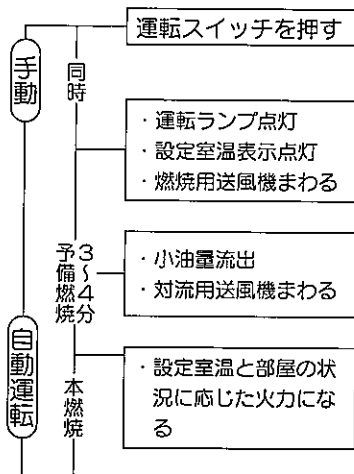 運転スイッチを押す
手動
同時
・運転ランプ点灯
・設定室温表示点灯
・燃焼用送風機まわる
3〜4分
予備燃焼
・小油量流出
・対流用送風機まわる
自動運転
本燃焼
・設定室温と部屋の状
況に応じた火力にな
る